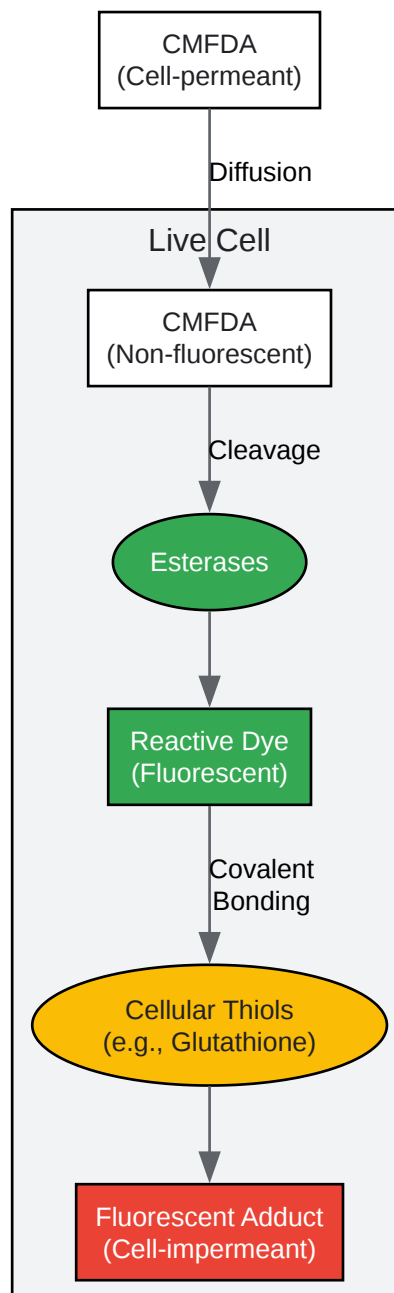 CMFDA
(Cell-permeant)
Diffusion
Live Cell
CMFDA
(Non-fluorescent)
Cleavage
Esterases
Reactive Dye
(Fluorescent)
Covalent
Bonding
Cellular Thiols
(e.g., Glutathione)
Fluorescent Adduct
(Cell-impermeant)